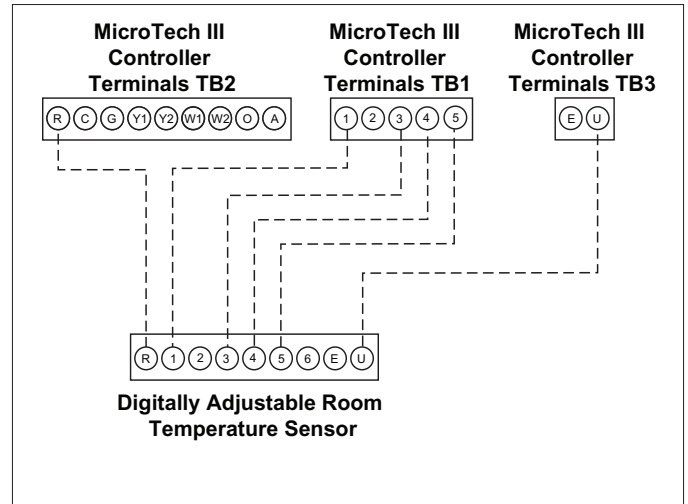 MicroTech III
Controller
Terminals TB2
MicroTech III
Controller
Terminals TB1
MicroTech III
Controller
Terminals TB3
R C G Y1 Y2 W1 W2 O A
1 2 3 4 5
E U
R 1 2 3 4 5 6 E U
Digitally Adjustable Room
Temperature Sensor